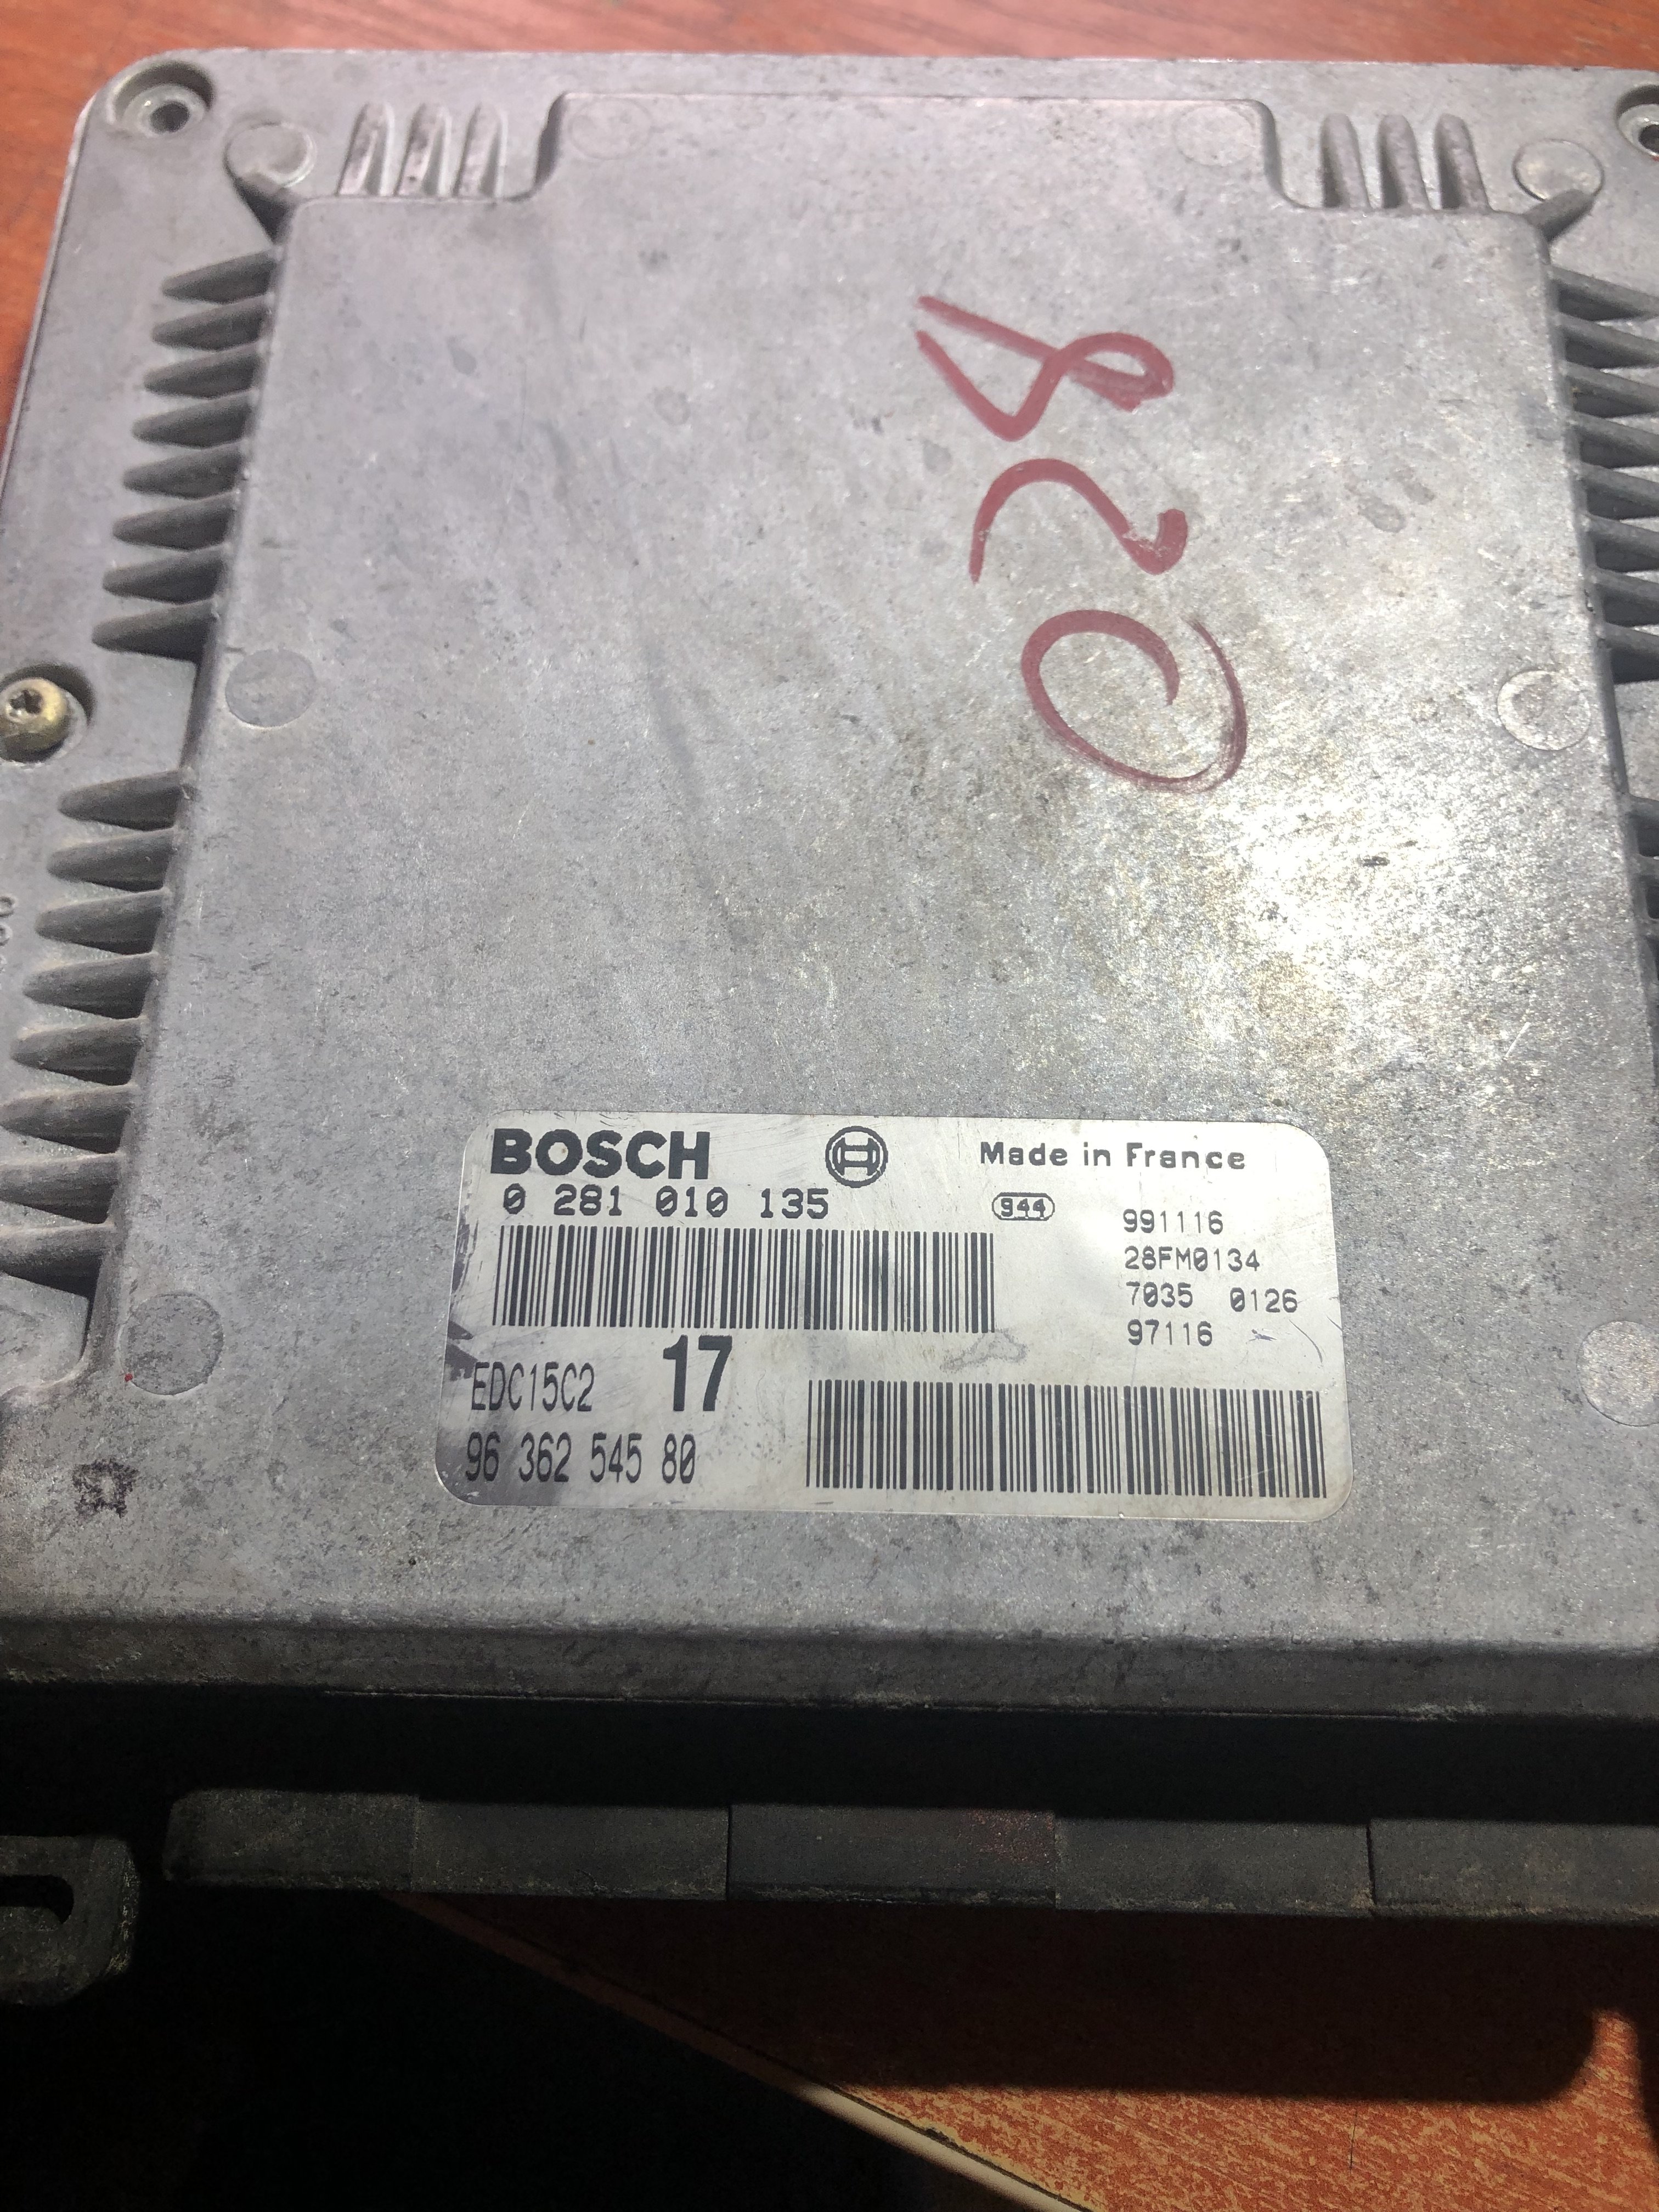 028
BOSCH Made in France
0 281 010 135 944 991116
28FM0134
7035 0126
97116
EDC15C2 17
96 362 545 80